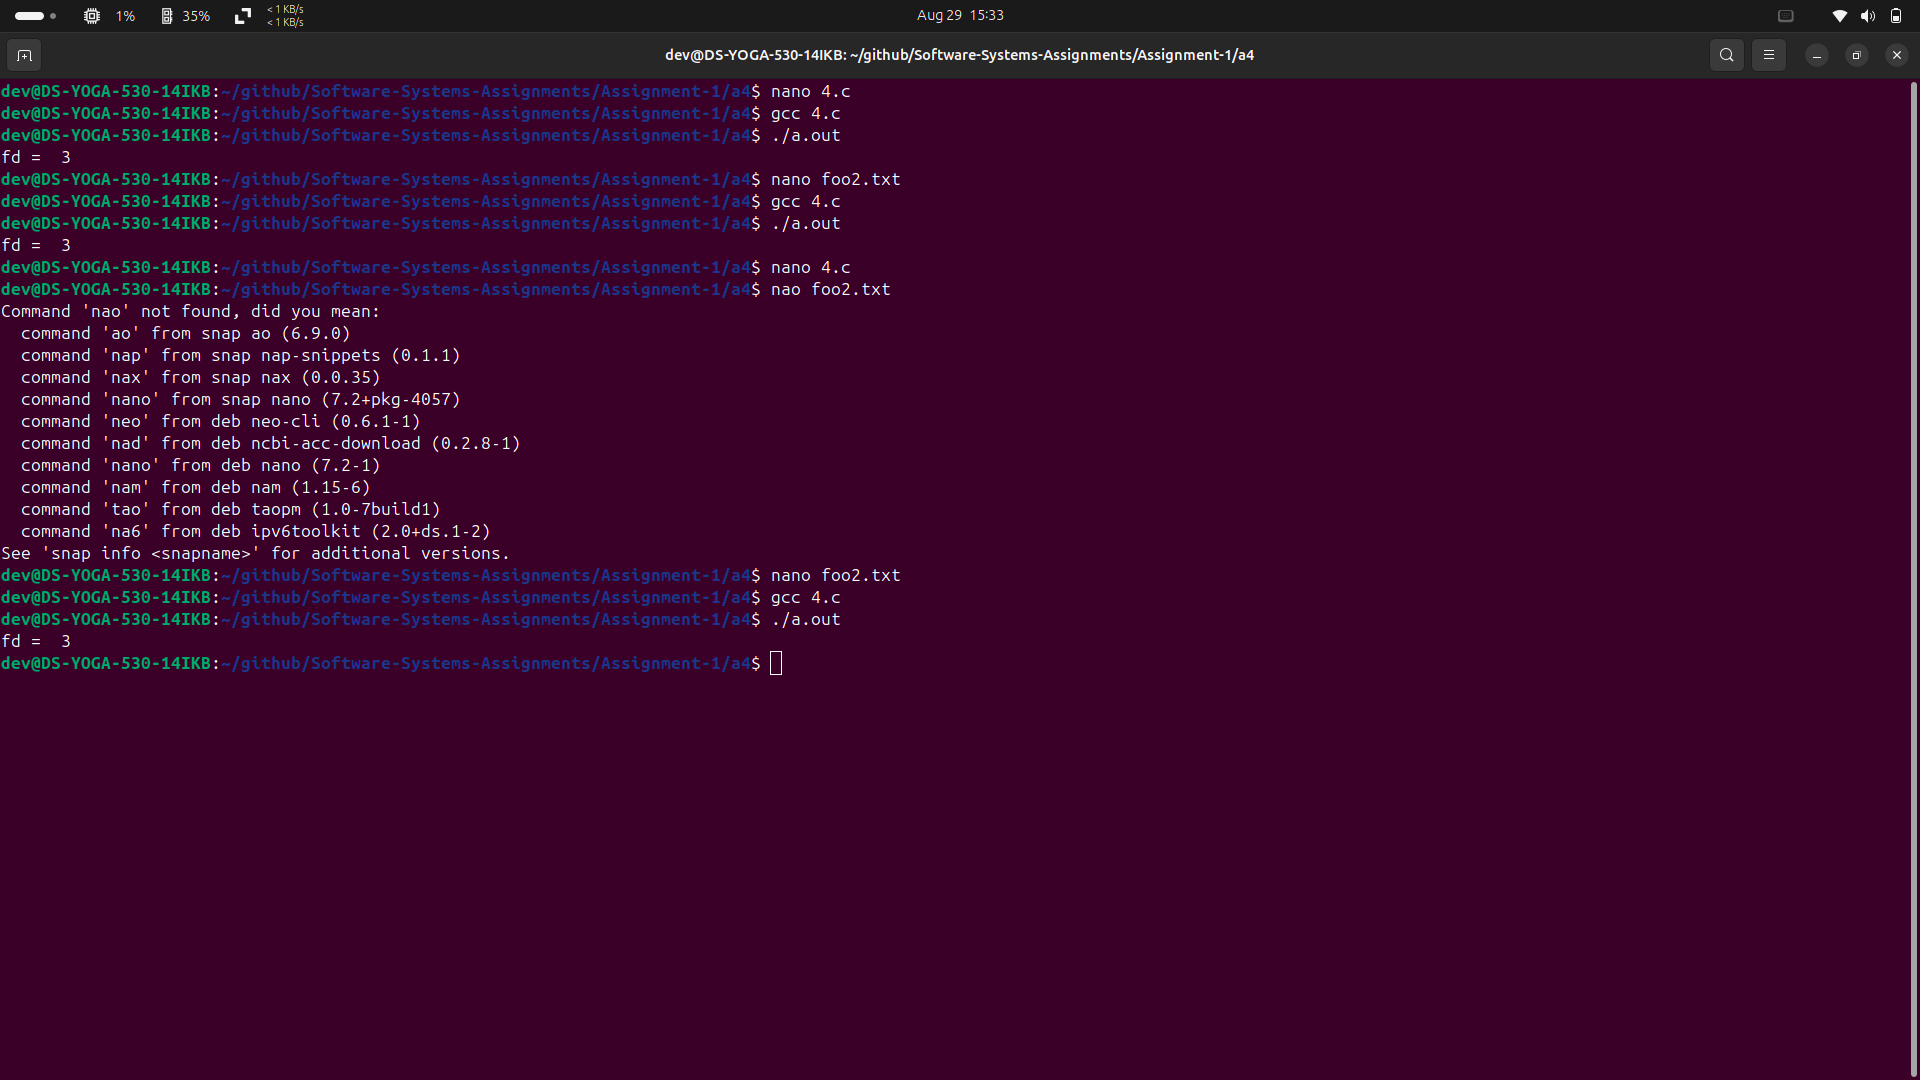 1% 35% < 1 KB/s
< 1 KB/s
Aug 29 15:33
dev@DS-YOGA-530-14IKB: ~/github/Software-Systems-Assignments/Assignment-1/a4
dev@DS-YOGA-530-14IKB:~/github/Software-Systems-Assignments/Assignment-1/a4$ nano 4.c
dev@DS-YOGA-530-14IKB:~/github/Software-Systems-Assignments/Assignment-1/a4$ gcc 4.c
dev@DS-YOGA-530-14IKB:~/github/Software-Systems-Assignments/Assignment-1/a4$ ./a.out
fd =  3
dev@DS-YOGA-530-14IKB:~/github/Software-Systems-Assignments/Assignment-1/a4$ nano foo2.txt
dev@DS-YOGA-530-14IKB:~/github/Software-Systems-Assignments/Assignment-1/a4$ gcc 4.c
dev@DS-YOGA-530-14IKB:~/github/Software-Systems-Assignments/Assignment-1/a4$ ./a.out
fd =  3
dev@DS-YOGA-530-14IKB:~/github/Software-Systems-Assignments/Assignment-1/a4$ nano 4.c
dev@DS-YOGA-530-14IKB:~/github/Software-Systems-Assignments/Assignment-1/a4$ nao foo2.txt
Command 'nao' not found, did you mean:
  command 'ao' from snap ao (6.9.0)
  command 'nap' from snap nap-snippets (0.1.1)
  command 'nax' from snap nax (0.0.35)
  command 'nano' from snap nano (7.2+pkg-4057)
  command 'neo' from deb neo-cli (0.6.1-1)
  command 'nad' from deb ncbi-acc-download (0.2.8-1)
  command 'nano' from deb nano (7.2-1)
  command 'nam' from deb nam (1.15-6)
  command 'tao' from deb taopm (1.0-7build1)
  command 'na6' from deb ipv6toolkit (2.0+ds.1-2)
See 'snap info <snapname>' for additional versions.
dev@DS-YOGA-530-14IKB:~/github/Software-Systems-Assignments/Assignment-1/a4$ nano foo2.txt
dev@DS-YOGA-530-14IKB:~/github/Software-Systems-Assignments/Assignment-1/a4$ gcc 4.c
dev@DS-YOGA-530-14IKB:~/github/Software-Systems-Assignments/Assignment-1/a4$ ./a.out
fd =  3
dev@DS-YOGA-530-14IKB:~/github/Software-Systems-Assignments/Assignment-1/a4$